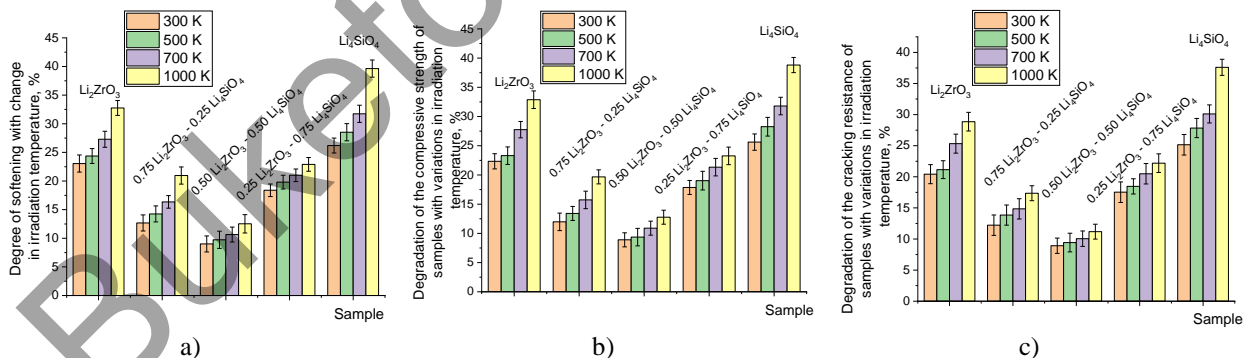 Degree of softening with change
in irradiation temperature, %
45
40
35
30
25
20
15
10
5
0
300 K
500 K
700 K
1000 K
Li₂ZrO₃
0.75 Li₂ZrO₃ - 0.25 Li₄SiO₄
0.50 Li₂ZrO₃ - 0.50 Li₄SiO₄
0.25 Li₂ZrO₃ - 0.75 Li₄SiO₄
Li₄SiO₄
Sample
a)
Degradation of the compressive strength of
samples with variations in irradiation
temperature, %
45
40
35
30
25
20
15
10
5
0
300 K
500 K
700 K
1000 K
Li₂ZrO₃
0.75 Li₂ZrO₃ - 0.25 Li₄SiO₄
0.50 Li₂ZrO₃ - 0.50 Li₄SiO₄
0.25 Li₂ZrO₃ - 0.75 Li₄SiO₄
Li₄SiO₄
Sample
b)
Degradation of the cracking resistance of
samples with variations in irradiation
temperature, %
40
35
30
25
20
15
10
5
0
300 K
500 K
700 K
1000 K
Li₂ZrO₃
0.75 Li₂ZrO₃ - 0.25 Li₄SiO₄
0.50 Li₂ZrO₃ - 0.50 Li₄SiO₄
0.25 Li₂ZrO₃ - 0.75 Li₄SiO₄
Li₄SiO₄
Sample
c)
Buketo